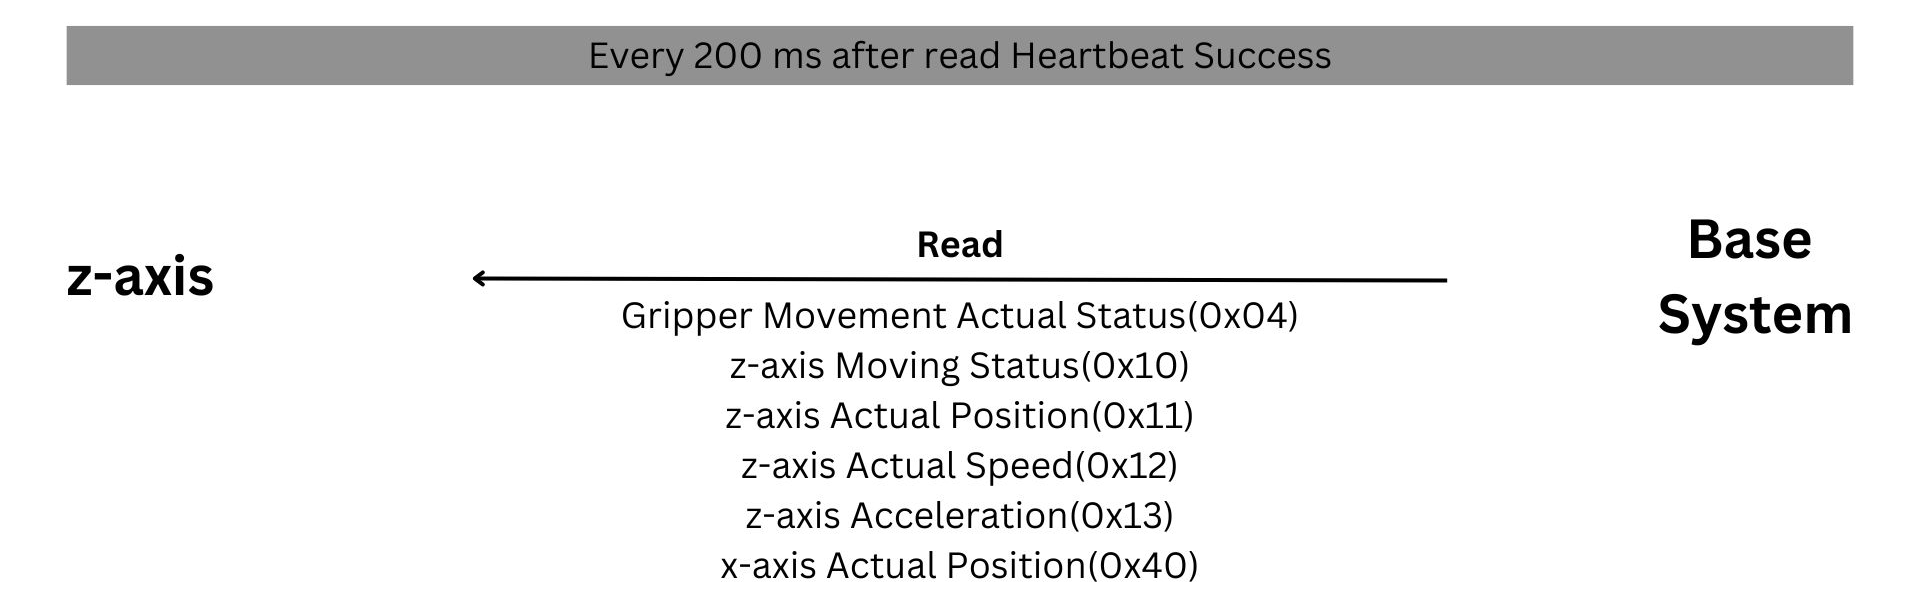 Every 200 ms after read Heartbeat Success
z-axis
Read
Gripper Movement Actual Status(0x04)
z-axis Moving Status(0x10)
z-axis Actual Position(0x11)
z-axis Actual Speed(0x12)
z-axis Acceleration(0x13)
x-axis Actual Position(0x40)
Base
System